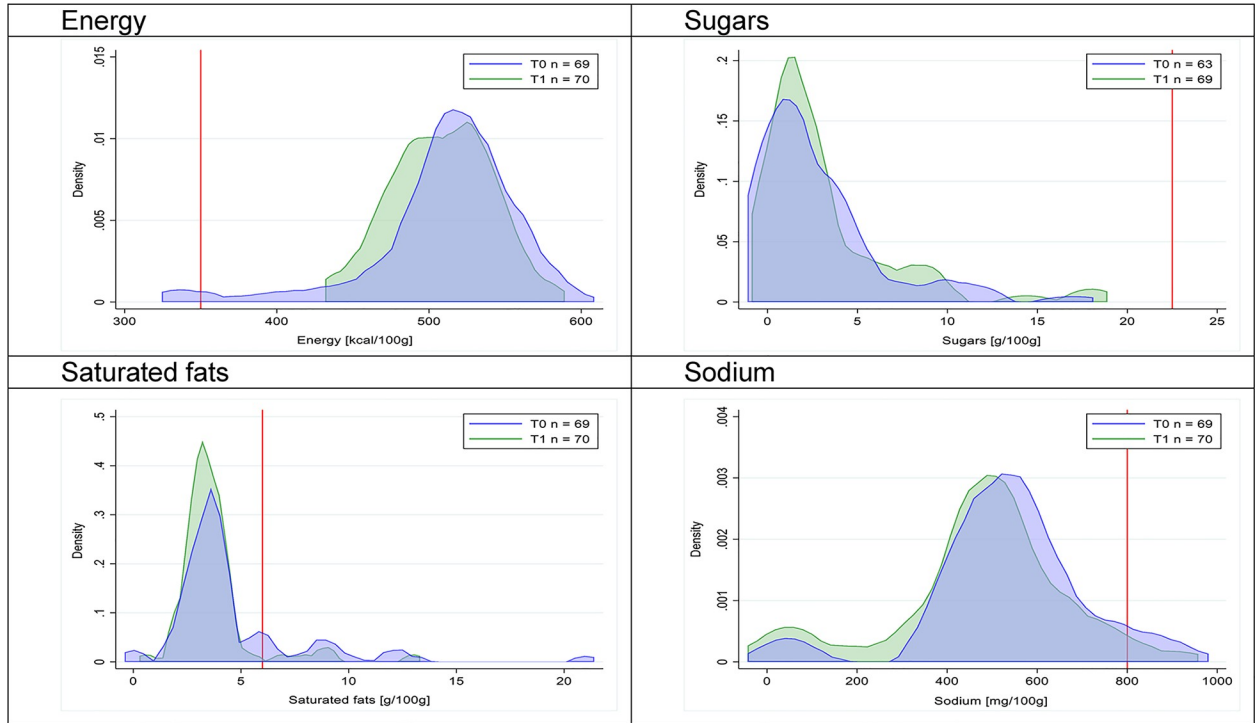 Energy
T0 n = 69
T1 n = 70
Density
0 .005 .01 .015
300 400 500 600
Energy [kcal/100g]
Sugars
T0 n = 63
T1 n = 69
Density
0 .05 .1 .15 .2
0 5 10 15 20 25
Sugars [g/100g]
Saturated fats
T0 n = 69
T1 n = 70
Density
0 .1 .2 .3 .4 .5
0 5 10 15 20
Saturated fats [g/100g]
Sodium
T0 n = 69
T1 n = 70
Density
0 .001 .002 .003 .004
0 200 400 600 800 1000
Sodium [mg/100g]